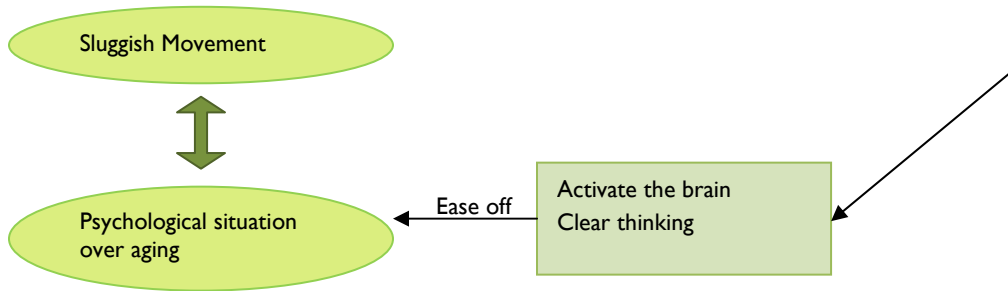 Sluggish Movement
Psychological situation
over aging
Ease off
Activate the brain
Clear thinking